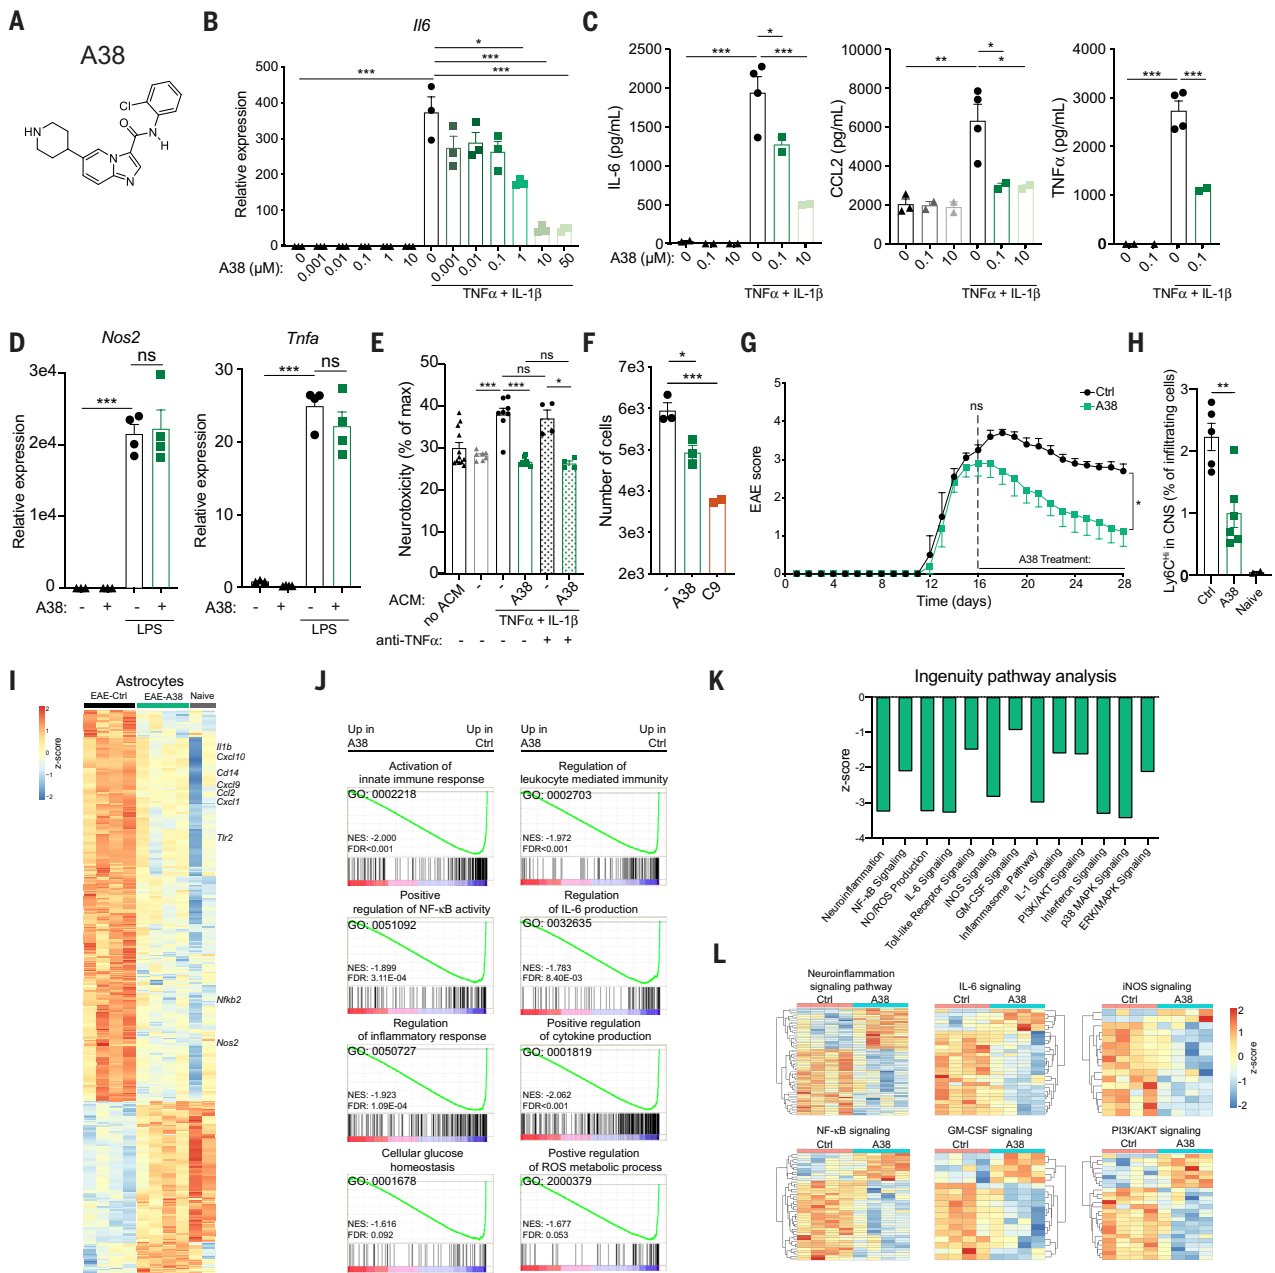 A
A38
Cl
O
HN
N
N
H
N
B
Il6
Relative expression
500
400
300
200
100
0
*
***
***
***
A38 (μM):
0
0.001
0.01
0.1
1
10
0
0.001
0.01
0.1
1
10
50
TNFα + IL-1β
C
IL-6 (pg/mL)
2500
2000
1500
1000
500
0
*
***
***
A38 (μM):
0
0.1
10
0
0.1
10
TNFα + IL-1β
CCL2 (pg/mL)
10000
8000
6000
4000
2000
0
*
**
*
0
0.1
10
0
0.1
10
TNFα + IL-1β
TNFα (pg/mL)
4000
3000
2000
1000
0
***
***
0
0.1
0
0.1
TNFα + IL-1β
D
Nos2
Relative expression
3e4
2e4
1e4
0
ns
***
A38:
-
+
-
+
LPS
Tnfa
Relative expression
30
20
10
0
***
ns
A38:
-
+
-
+
LPS
E
Neurotoxicity (% of max)
50
40
30
20
10
0
ns
ns
***
***
*
ACM:
no ACM
-
-
A38
-
A38
TNFα + IL-1β
anti-TNFα:
-
-
-
-
+
+
F
Number of cells
7e3
6e3
5e3
4e3
3e3
2e3
*
***
-
A38
C9
G
EAE score
5
4
3
2
1
0
ns
Ctrl
A38
*
A38 Treatment:
0
4
8
12
16
20
24
28
Time (days)
H
Ly6CHi in CNS (% of infiltrating cells)
3
2
1
0
**
Ctrl
A38
Naive
I
Astrocytes
EAE-Ctrl
EAE-A38
Naive
2
1
0
−1
−2
z-score
Il1b
Cxcl10
Cd14
Cxcl9
Ccl2
Cxcl1
Tlr2
Nfkb2
Nos2
J
Up in
A38
Up in
Ctrl
Up in
A38
Up in
Ctrl
Activation of
innate immune response
GO: 0002218
NES: -2.000
FDR<0.001
Regulation of
leukocyte mediated immunity
GO: 0002703
NES: -1.972
FDR<0.001
Positive
regulation of NF-κB activity
GO: 0051092
NES: -1.899
FDR: 3.11E-04
Regulation
of IL-6 production
GO: 0032635
NES: -1.783
FDR: 8.40E-03
Regulation
of inflammatory response
GO: 0050727
NES: -1.923
FDR: 1.09E-04
Positive regulation
of cytokine production
GO: 0001819
NES: -2.062
FDR<0.001
Cellular glucose
homeostasis
GO: 0001678
NES: -1.616
FDR: 0.092
Postive regulation
of ROS metabolic process
GO: 2000379
NES: -1.677
FDR: 0.053
K
Ingenuity pathway analysis
z-score
0
-1
-2
-3
-4
Neuroinflammation
NF-κB Signaling
NO/ROS Production
IL-6 Signaling
Toll-like Receptor Signaling
iNOS Signaling
GM-CSF Signaling
Inflammasome Pathway
IL-1 Signaling
PI3K/AKT Signaling
Interferon Signaling
p38 MAPK Signaling
ERK/MAPK Signaling
L
Neuroinflammation
signaling pathway
Ctrl
A38
IL-6 signaling
Ctrl
A38
iNOS signaling
Ctrl
A38
2
1
0
-1
-2
z-score
NF-κB signaling
Ctrl
A38
GM-CSF signaling
Ctrl
A38
PI3K/AKT signaling
Ctrl
A38